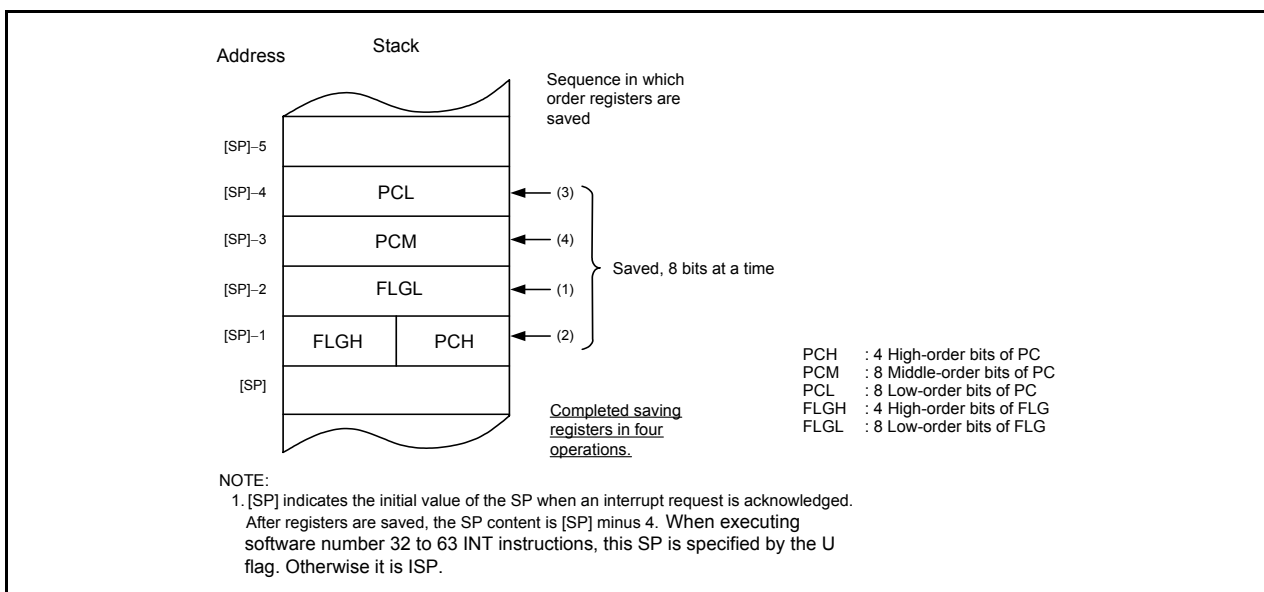 Address
Stack
Sequence in which
order registers are
saved
[SP]−5
[SP]−4
PCL
(3)
[SP]−3
PCM
(4)
Saved, 8 bits at a time
[SP]−2
FLGL
(1)
[SP]−1
FLGH
PCH
(2)
[SP]
PCH : 4 High-order bits of PC
PCM : 8 Middle-order bits of PC
PCL : 8 Low-order bits of PC
FLGH : 4 High-order bits of FLG
FLGL : 8 Low-order bits of FLG
Completed saving
registers in four
operations.
NOTE:
1. [SP] indicates the initial value of the SP when an interrupt request is acknowledged.
After registers are saved, the SP content is [SP] minus 4. When executing
software number 32 to 63 INT instructions, this SP is specified by the U
flag. Otherwise it is ISP.